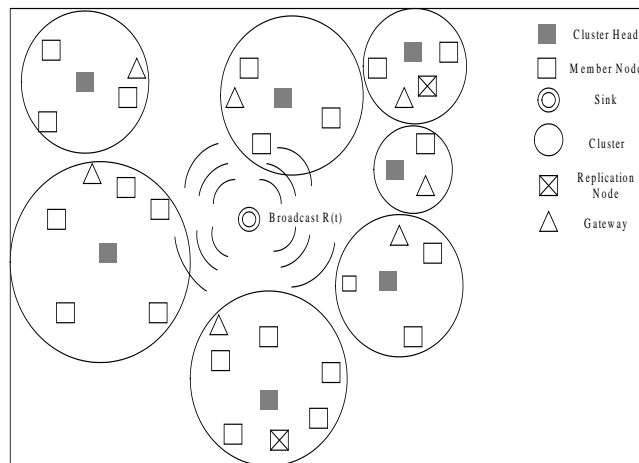 Cluster Head
Member Node
Sink
Cluster
Replication
Node
Gateway
Broadcast R(t)